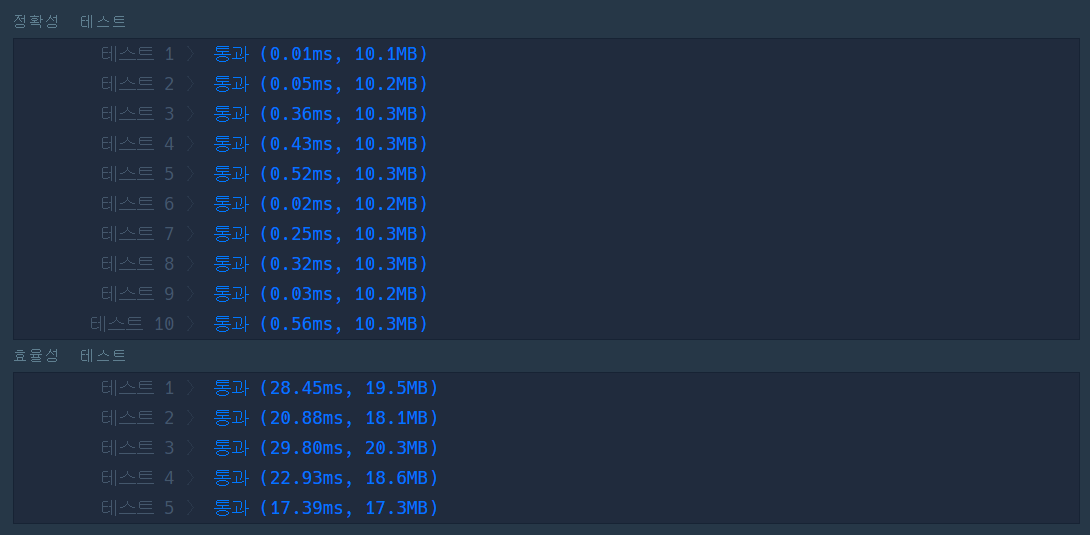 정확성 테스트
테스트 1 〉 통과 (0.01ms, 10.1MB)
테스트 2 〉 통과 (0.05ms, 10.2MB)
테스트 3 〉 통과 (0.36ms, 10.3MB)
테스트 4 〉 통과 (0.43ms, 10.3MB)
테스트 5 〉 통과 (0.52ms, 10.3MB)
테스트 6 〉 통과 (0.02ms, 10.2MB)
테스트 7 〉 통과 (0.25ms, 10.3MB)
테스트 8 〉 통과 (0.32ms, 10.3MB)
테스트 9 〉 통과 (0.03ms, 10.2MB)
테스트 10 〉 통과 (0.56ms, 10.3MB)
효율성 테스트
테스트 1 〉 통과 (28.45ms, 19.5MB)
테스트 2 〉 통과 (20.88ms, 18.1MB)
테스트 3 〉 통과 (29.80ms, 20.3MB)
테스트 4 〉 통과 (22.93ms, 18.6MB)
테스트 5 〉 통과 (17.39ms, 17.3MB)